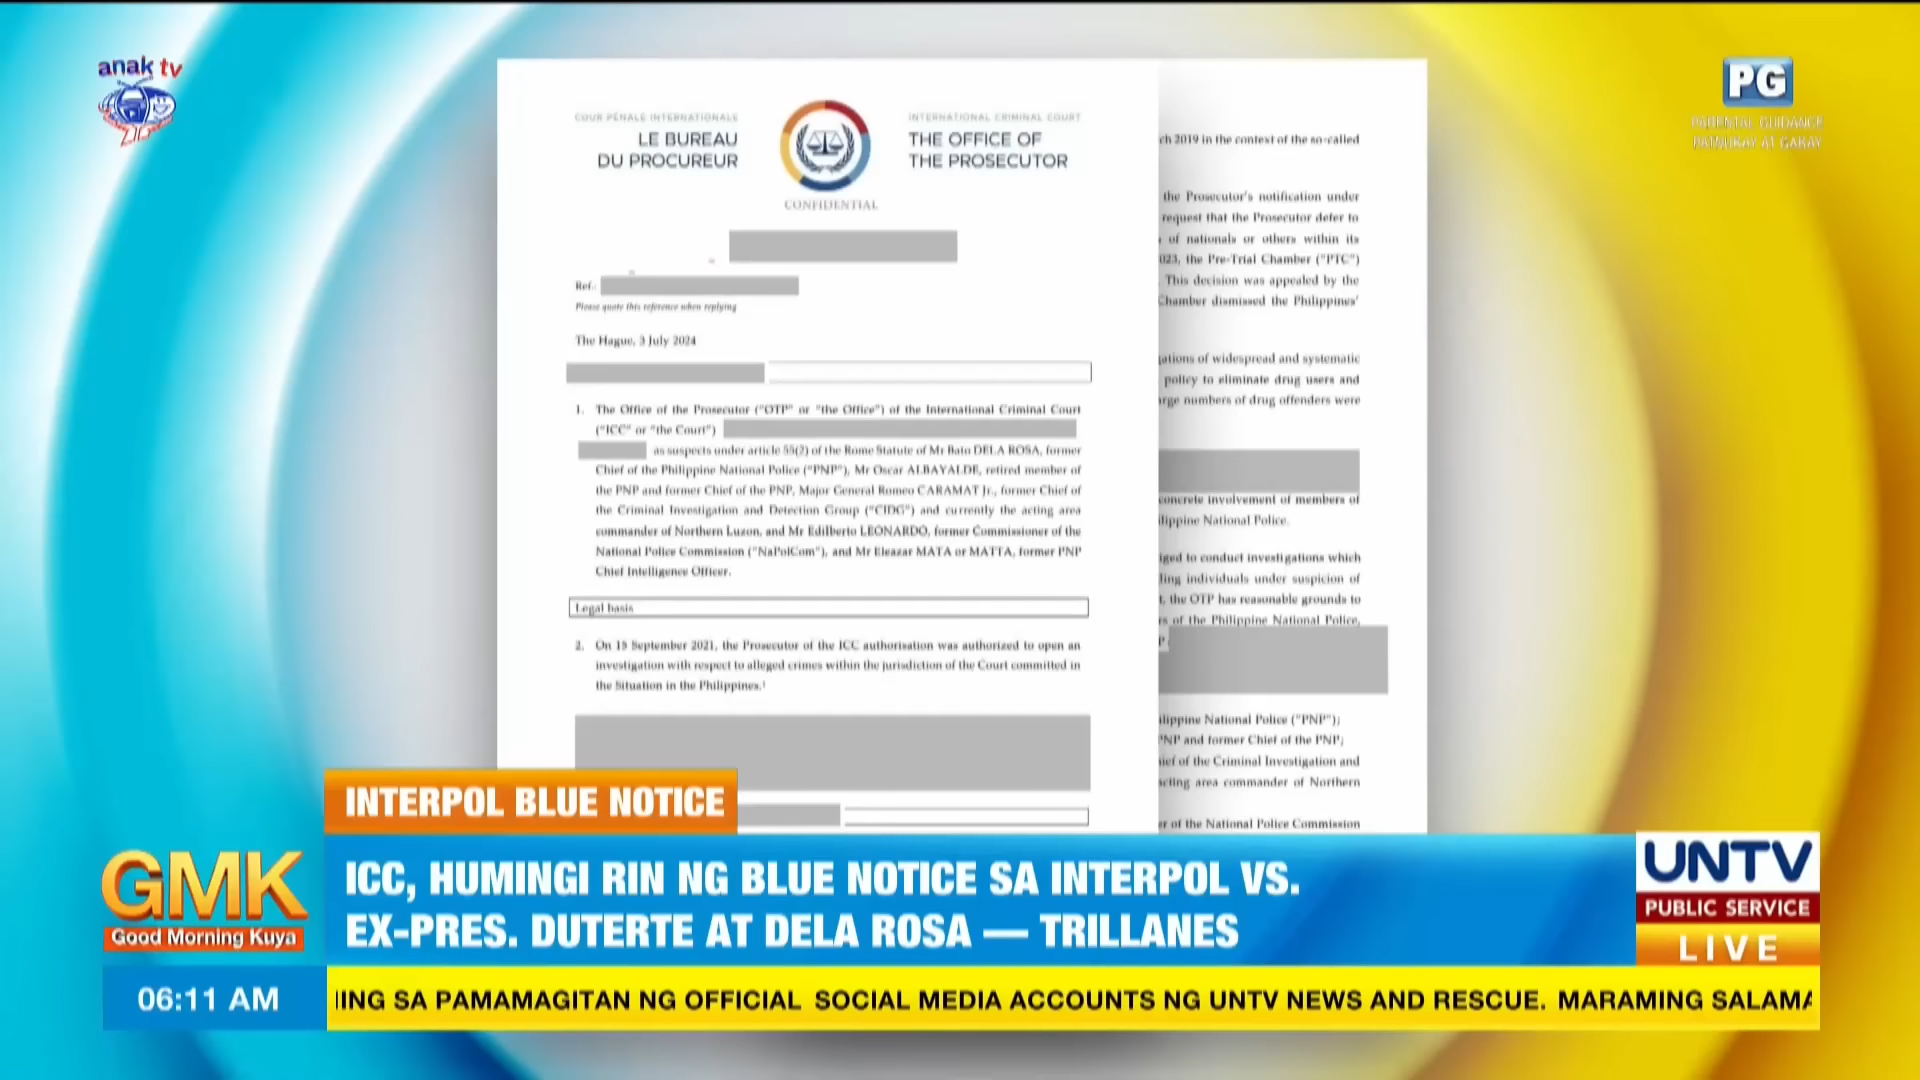 anak tv
PG
PARENTAL GUIDANCE
PATNUBAY AT GABAY
COUR PÉNALE INTERNATIONALE
LE BUREAU
DU PROCUREUR
INTERNATIONAL CRIMINAL COURT
THE OFFICE OF
THE PROSECUTOR
CONFIDENTIAL
Ref.:
Please quote this reference when replying
The Hague, 3 July 2024
1. The Office of the Prosecutor ("OTP" or "the Office") of the International Criminal Court
("ICC" or "the Court")
as suspects under article 55(2) of the Rome Statute of Mr Bato DELA ROSA, former
Chief of the Philippine National Police ("PNP"), Mr Oscar ALBAYALDE, retired member of
the PNP and former Chief of the PNP, Major General Romeo CARAMAT Jr., former Chief of
the Criminal Investigation and Detection Group ("CIDG") and currently the acting area
commander of Northern Luzon, and Mr Edilberto LEONARDO, former Commissioner of the
National Police Commission ("NaPolCom"), and Mr Eleazar MATA or MATTA, former PNP
Chief Intelligence Officer.
Legal basis
2. On 15 September 2021, the Prosecutor of the ICC authorisation was authorized to open an
investigation with respect to alleged crimes within the jurisdiction of the Court committed in
the Situation in the Philippines.¹
ch 2019 in the context of the so-called
the Prosecutor's notification under
request that the Prosecutor defer to
of nationals or others within its
023, the Pre-Trial Chamber ("PTC")
This decision was appealed by the
Chamber dismissed the Philippines'
gations of widespread and systematic
policy to eliminate drug users and
arge numbers of drug offenders were
concrete involvement of members of
ilippine National Police.
iged to conduct investigations which
ling individuals under suspicion of
t, the OTP has reasonable grounds to
rs of the Philippine National Police,
P.
ilippine National Police ("PNP");
PNP and former Chief of the PNP;
hief of the Criminal Investigation and
acting area commander of Northern
er of the National Police Commission
INTERPOL BLUE NOTICE
ICC, HUMINGI RIN NG BLUE NOTICE SA INTERPOL VS.
EX-PRES. DUTERTE AT DELA ROSA — TRILLANES
GMK
Good Morning Kuya
UNTV
PUBLIC SERVICE
LIVE
06:11 AM
ING SA PAMAMAGITAN NG OFFICIAL SOCIAL MEDIA ACCOUNTS NG UNTV NEWS AND RESCUE. MARAMING SALAMA